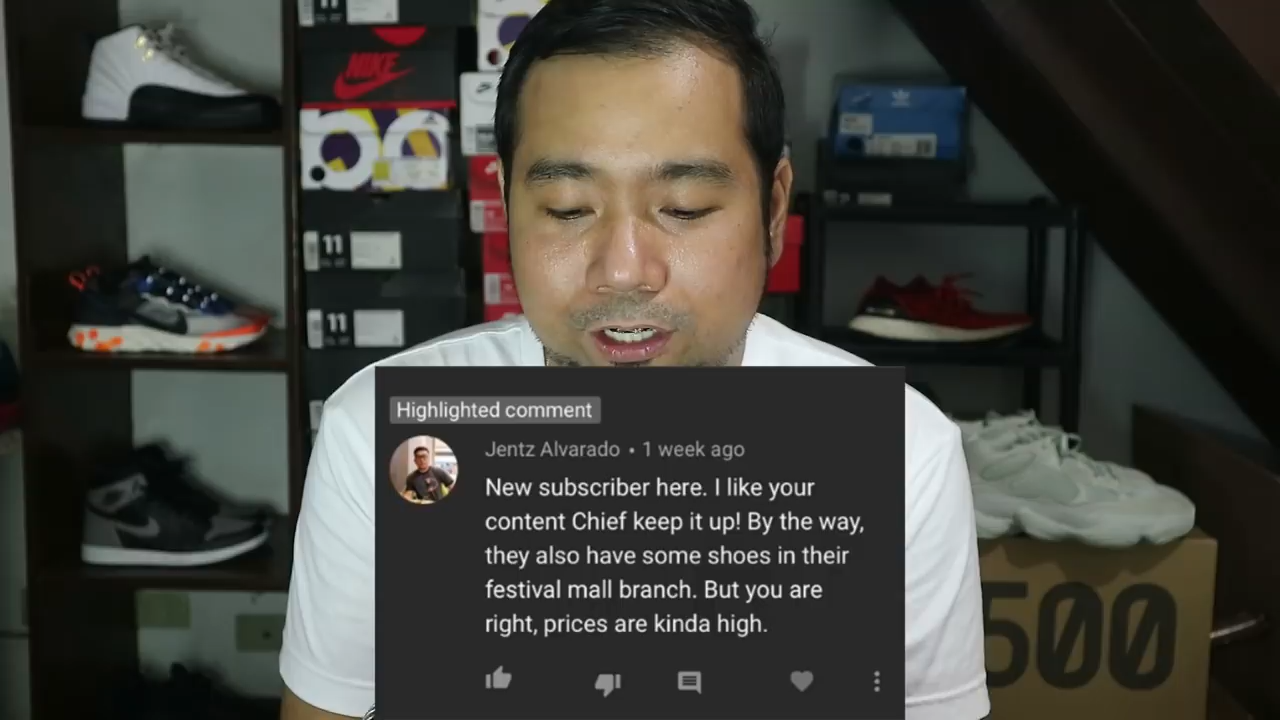 11
NIKE
11
11
Highlighted comment
Jentz Alvarado • 1 week ago
New subscriber here. I like your
content Chief keep it up! By the way,
they also have some shoes in their
festival mall branch. But you are
right, prices are kinda high.
500